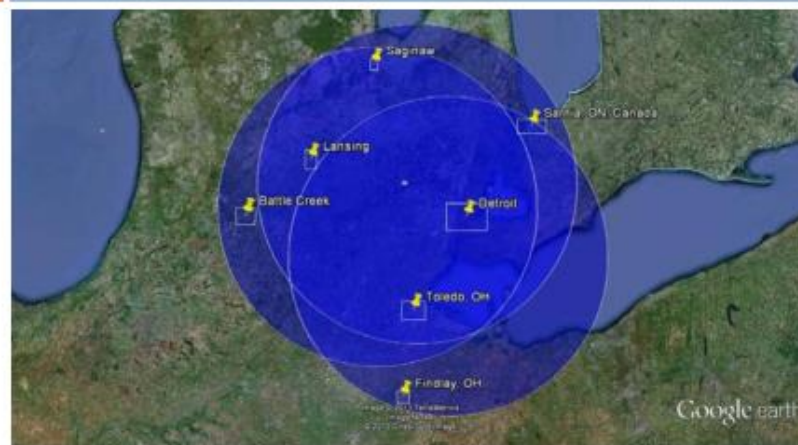 Saginaw
Sarnia, ON, Canada
Lansing
Battle Creek
Detroit
Toledo, OH
Findlay, OH
Google earth